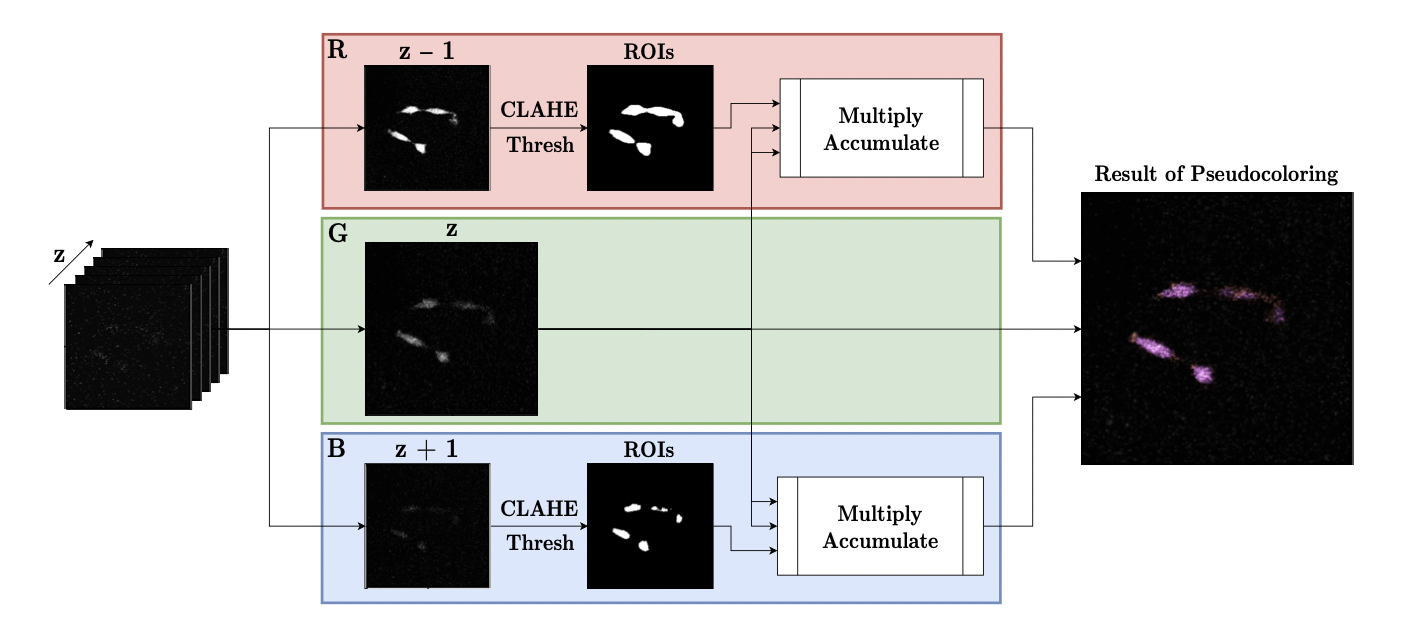 R
z – 1
ROIs
CLAHE
Thresh
Multiply
Accumulate
Result of Pseudocoloring
G
z
z
B
z + 1
ROIs
CLAHE
Thresh
Multiply
Accumulate